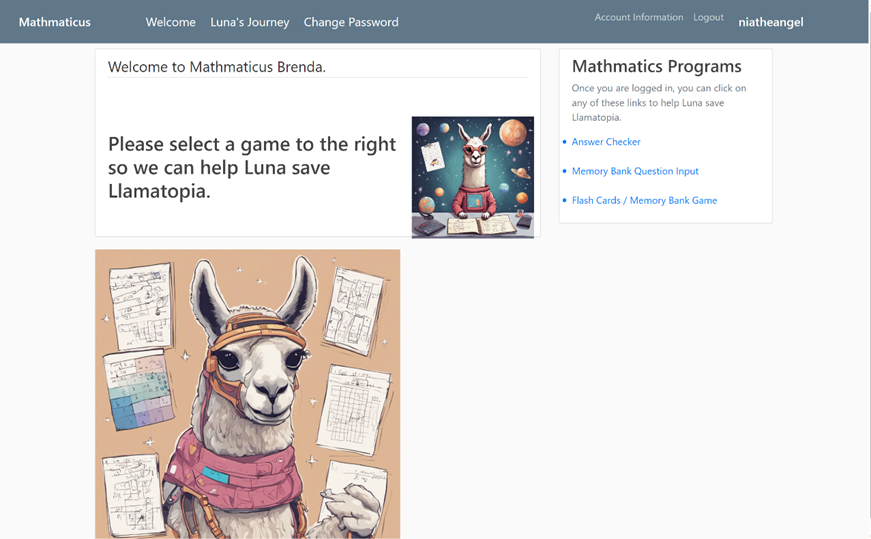 Mathmaticus Welcome Luna's Journey Change Password Account Information Logout niatheangel
Welcome to Mathmaticus Brenda.
Please select a game to the right
so we can help Luna save
Llamatopia.
Mathmatics Programs
Once you are logged in, you can click on
any of these links to help Luna save
Llamatopia.
Answer Checker
Memory Bank Question Input
Flash Cards / Memory Bank Game